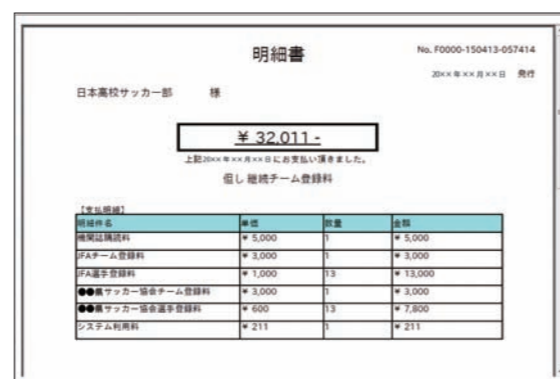 明細書
No. F0000-150413-057414
20××年××月××日 発行
日本高校サッカー部 様
¥ 32,011 -
上記20××年××月××日にお支払い頂きました。
但し 継続チーム登録料
【支払明細】
明細件名 単価 数量 金額
機関誌購読料 ¥ 5,000 1 ¥ 5,000
JFAチーム登録料 ¥ 3,000 1 ¥ 3,000
JFA選手登録料 ¥ 1,000 13 ¥ 13,000
●●県サッカー協会チーム登録料 ¥ 3,000 1 ¥ 3,000
●●県サッカー協会選手登録料 ¥ 600 13 ¥ 7,800
システム利用料 ¥ 211 1 ¥ 211